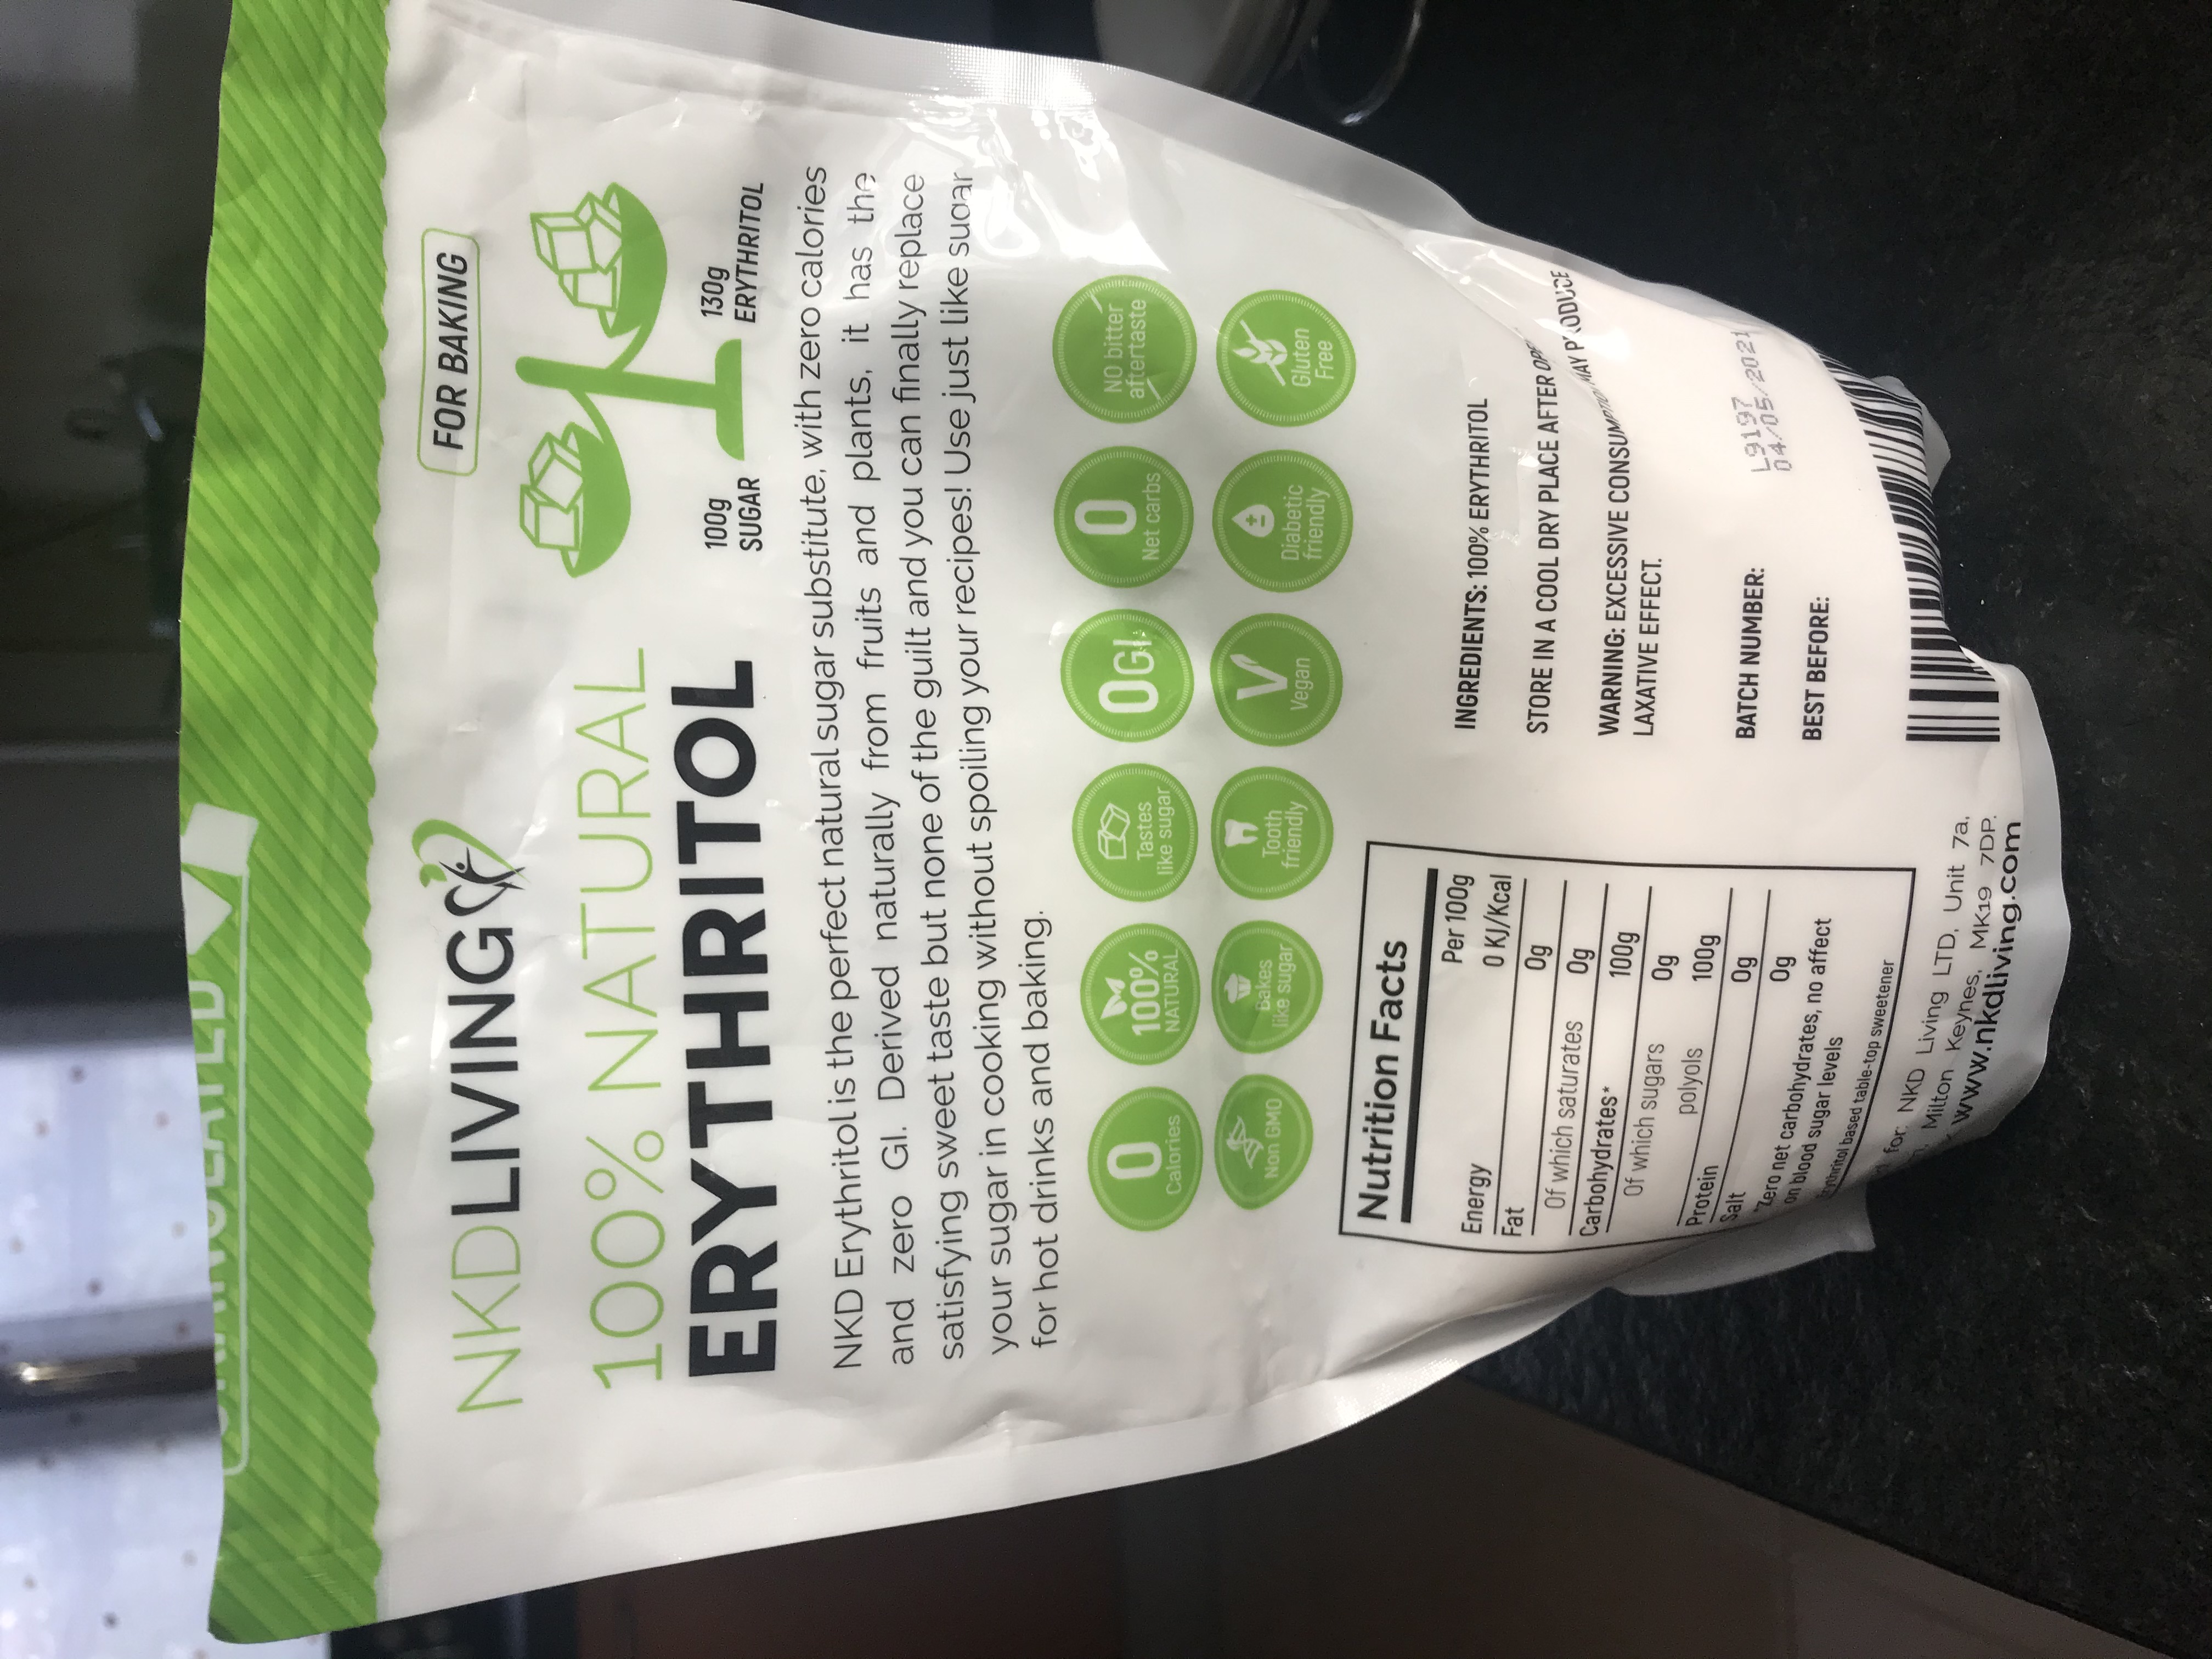 NKDLIVING
100% NATURAL
ERYTHRITOL
FOR BAKING
100g
SUGAR
130g
ERYTHRITOL
NKD Erythritol is the perfect natural sugar substitute, with zero calories
and zero GI. Derived naturally from fruits and plants, it has the
satisfying sweet taste but none of the guilt and you can finally replace
your sugar in cooking without spoiling your recipes! Use just like sugar
for hot drinks and baking.
0
Calories
100%
NATURAL
Tastes
like sugar
0GI
0
Net carbs
NO bitter
aftertaste
Non GMO
Bakes
like sugar
Tooth
friendly
Vegan
Diabetic
friendly
Gluten
Free
Nutrition Facts
Per 100g
Energy 0 KJ/Kcal
Fat 0g
Of which saturates 0g
Carbohydrates* 100g
Of which sugars 0g
polyols 100g
Protein 0g
Salt 0g
*Zero net carbohydrates, no affect
on blood sugar levels
Erythritol based table-top sweetener
for: NKD Living LTD, Unit 7a,
Milton Keynes, MK19 7DP.
www.nkdliving.com
INGREDIENTS: 100% ERYTHRITOL
STORE IN A COOL DRY PLACE AFTER
WARNING: EXCESSIVE CONSUMPTION MAY PRODUCE
LAXATIVE EFFECT.
BATCH NUMBER: L9197
BEST BEFORE: 04/05/2021